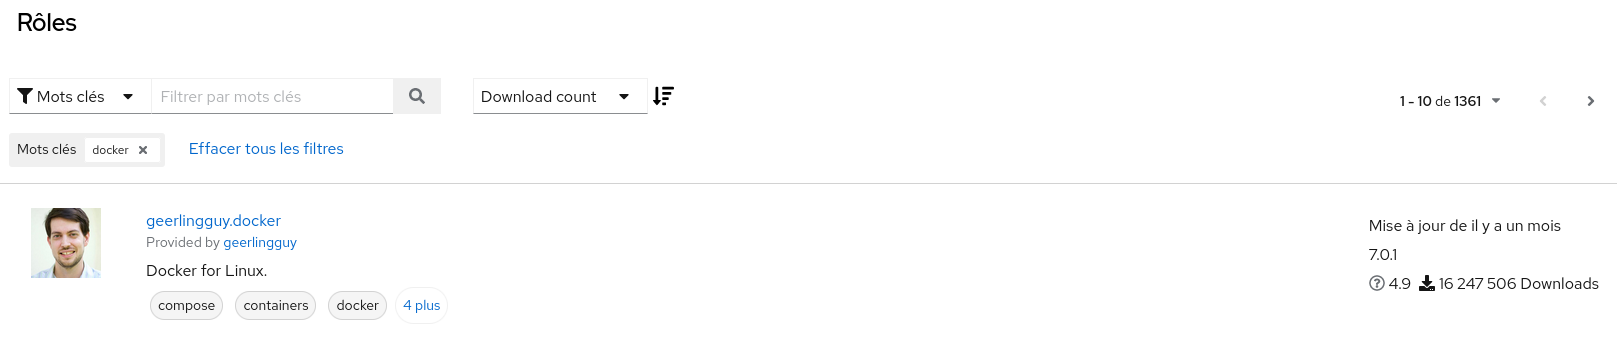 Rôles
Mots clés
Filtrer par mots clés
Download count
1 - 10 de 1361
Mots clés docker
Effacer tous les filtres
geerlingguy.docker
Provided by geerlingguy
Docker for Linux.
compose containers docker 4 plus
Mise à jour de il y a un mois
7.0.1
4.9 16 247 506 Downloads